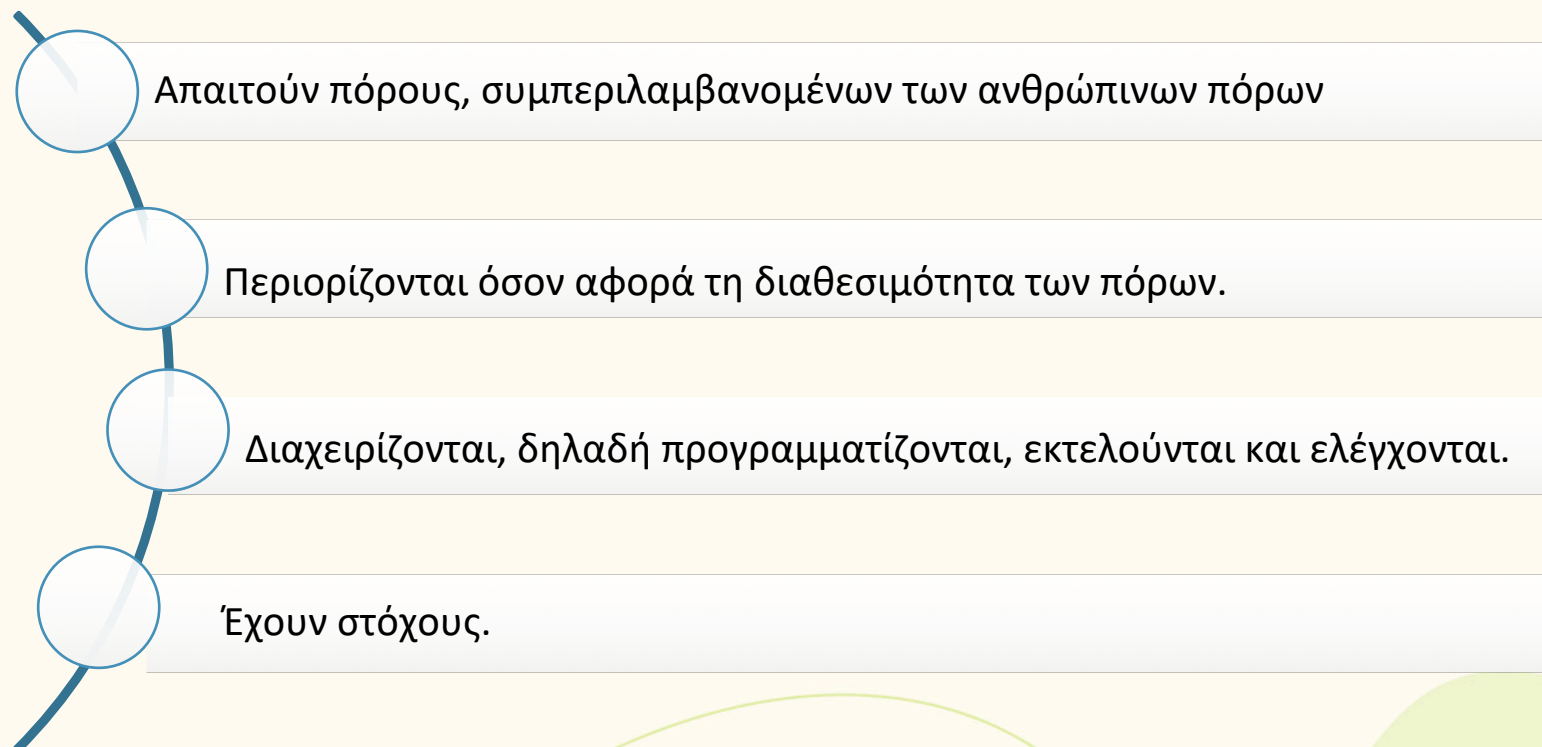 Απαιτούν πόρους, συμπεριλαμβανομένων των ανθρώπινων πόρων
Περιορίζονται όσον αφορά τη διαθεσιμότητα των πόρων.
Διαχειρίζονται, δηλαδή προγραμματίζονται, εκτελούνται και ελέγχονται.
Έχουν στόχους.